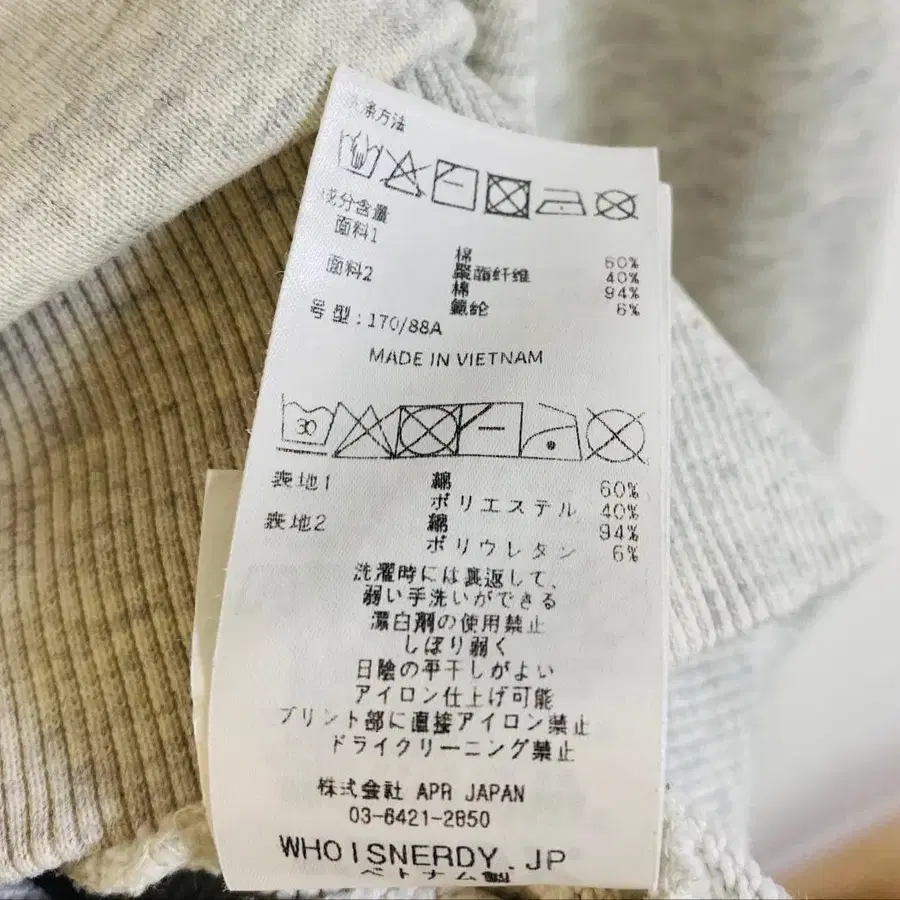 洗涤方法
成分含量
面料1 棉 60%
聚酯纤维 40%
面料2 棉 94%
氨纶 6%
号型:170/88A
MADE IN VIETNAM
30
表地1 綿 60%
ポリエステル 40%
表地2 綿 94%
ポリウレタン 6%
洗濯時には裏返して、
弱い手洗いができる
漂白剤の使用禁止
しぼり弱く
日陰の平干しがよい
アイロン仕上げ可能
プリント部に直接アイロン禁止
ドライクリーニング禁止
株式会社 APR JAPAN
03-6421-2850
WHOISNERDY.JP
ベトナム製